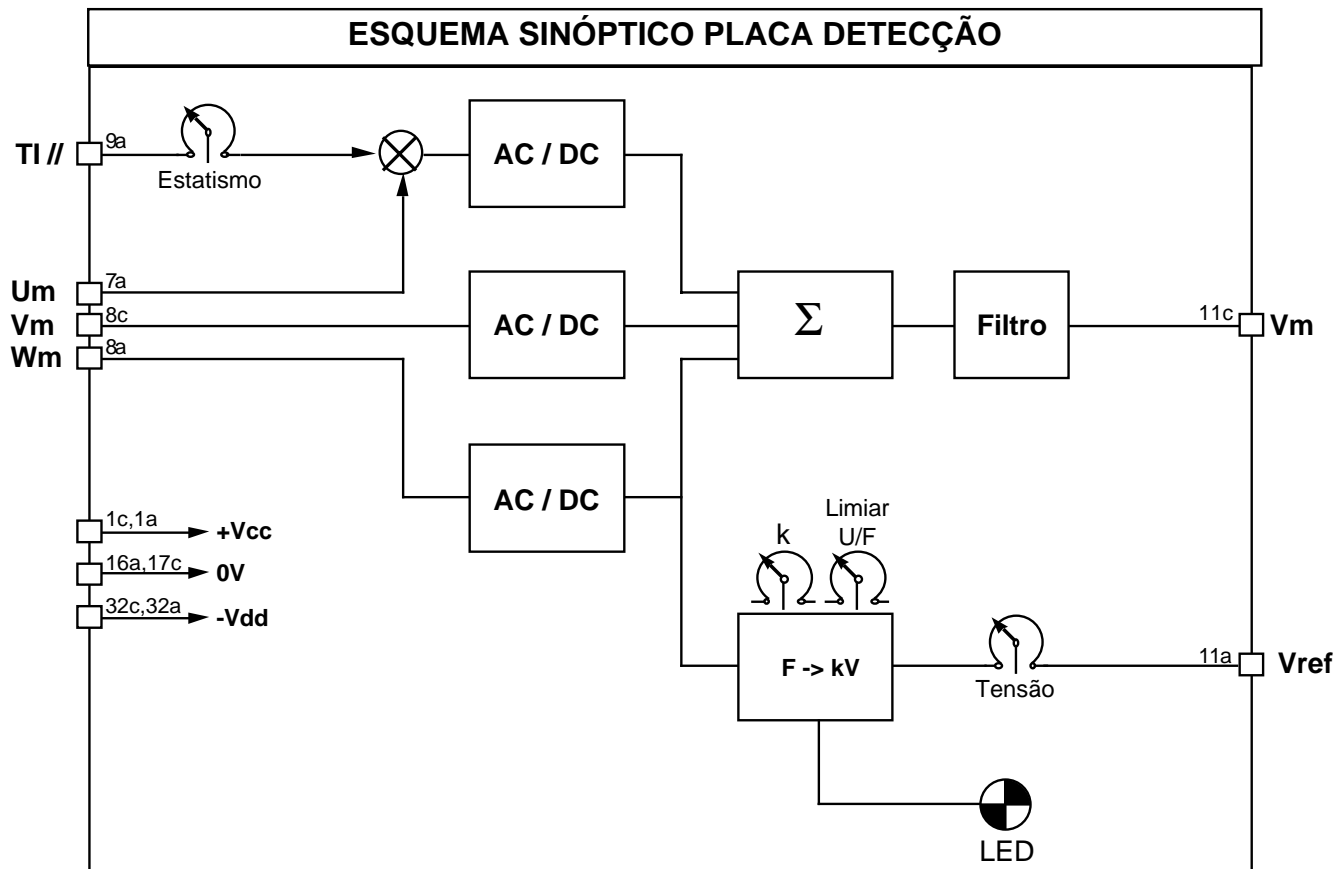 ESQUEMA SINÓPTICO PLACA DETECÇÃO
TI //
9a
Estatismo
AC / DC
Um
7a
Vm
8c
Wm
8a
AC / DC
Σ
Filtro
11c
Vm
AC / DC
1c,1a
+Vcc
16a,17c
0V
32c,32a
-Vdd
k
Limiar
U/F
F -> kV
Tensão
11a
Vref
LED